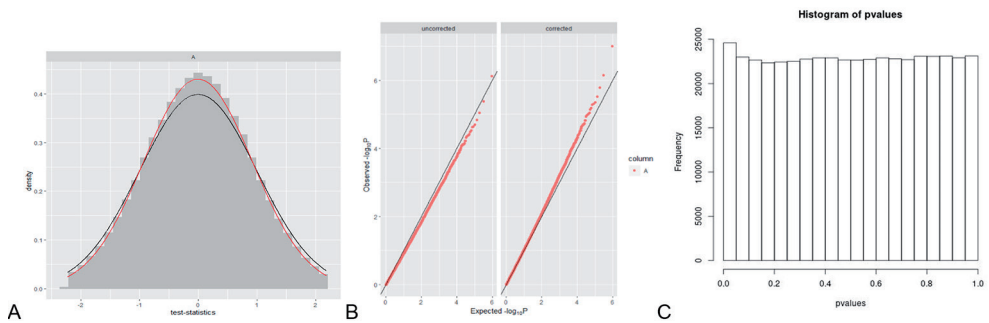 A
0.4
0.3
0.2
0.1
0.0
density
-2
-1
0
1
2
test-statistics
A
uncorrected
corrected
6
4
2
0
Observed -log₁₀P
0
2
4
6
0
2
4
6
Expected -log₁₀P
column
A
B
Histogram of pvalues
25000
20000
15000
10000
5000
0
Frequency
0.0
0.2
0.4
0.6
0.8
1.0
pvalues
C